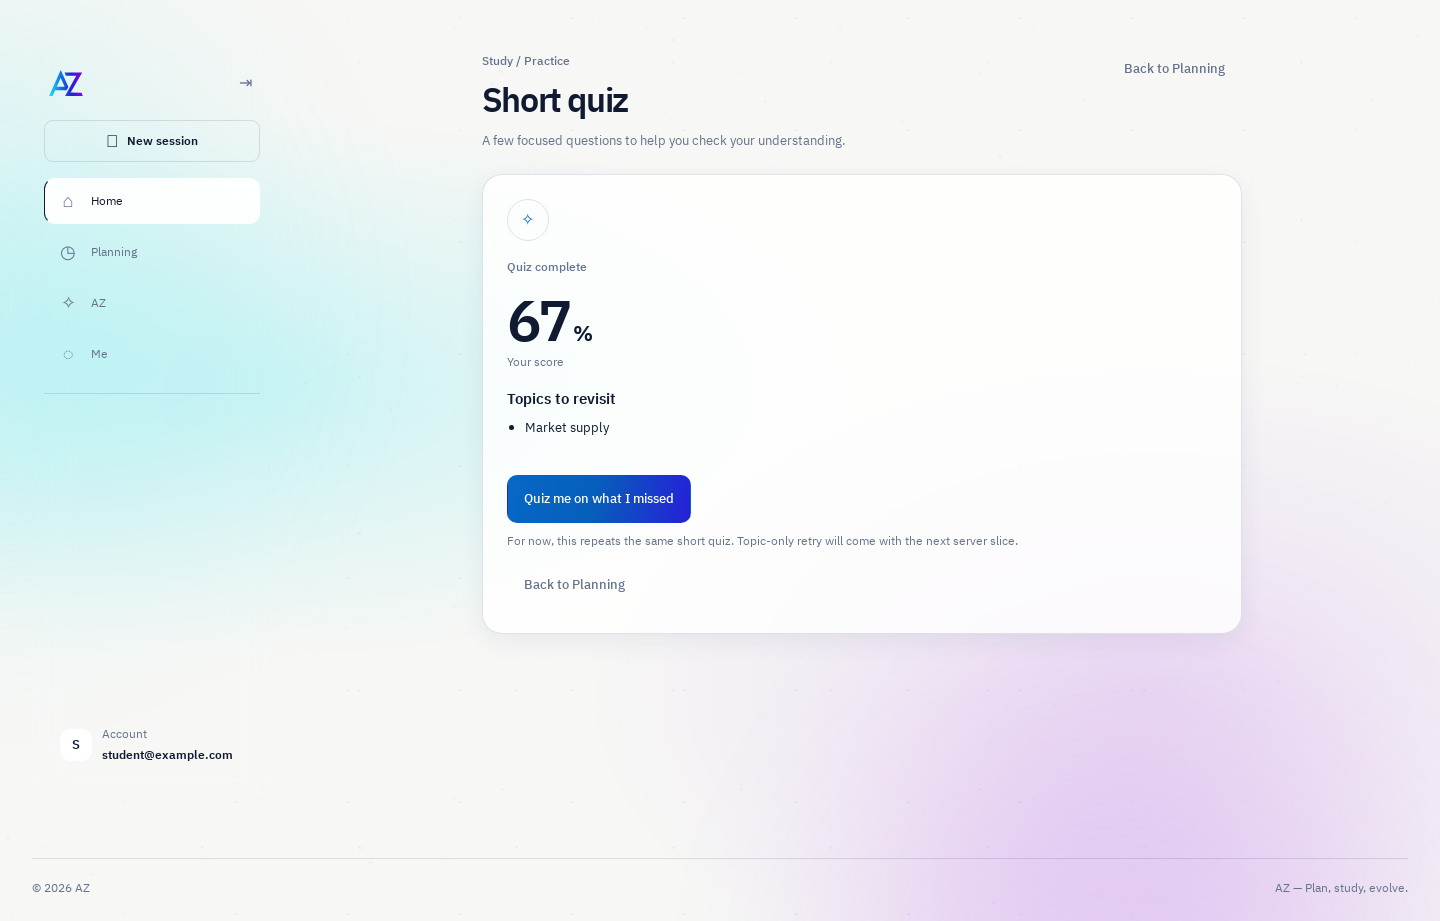 AZ
New session
Home
Planning
AZ
Me
Account
S
student@example.com
Study / Practice
Back to Planning
Short quiz
A few focused questions to help you check your understanding.
Quiz complete
67%
Your score
Topics to revisit
• Market supply
Quiz me on what I missed
For now, this repeats the same short quiz. Topic-only retry will come with the next server slice.
Back to Planning
© 2026 AZ
AZ — Plan, study, evolve.